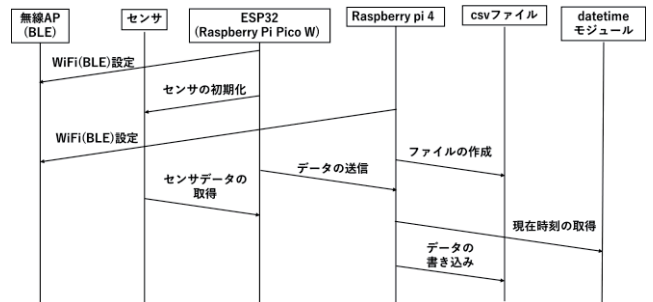 無線AP
(BLE)
センサ
ESP32
(Raspberry Pi Pico W)
Raspberry pi 4
csvファイル
datetime
モジュール
WiFi(BLE)設定
センサの初期化
WiFi(BLE)設定
ファイルの作成
データの送信
センサデータの
取得
現在時刻の取得
データの
書き込み